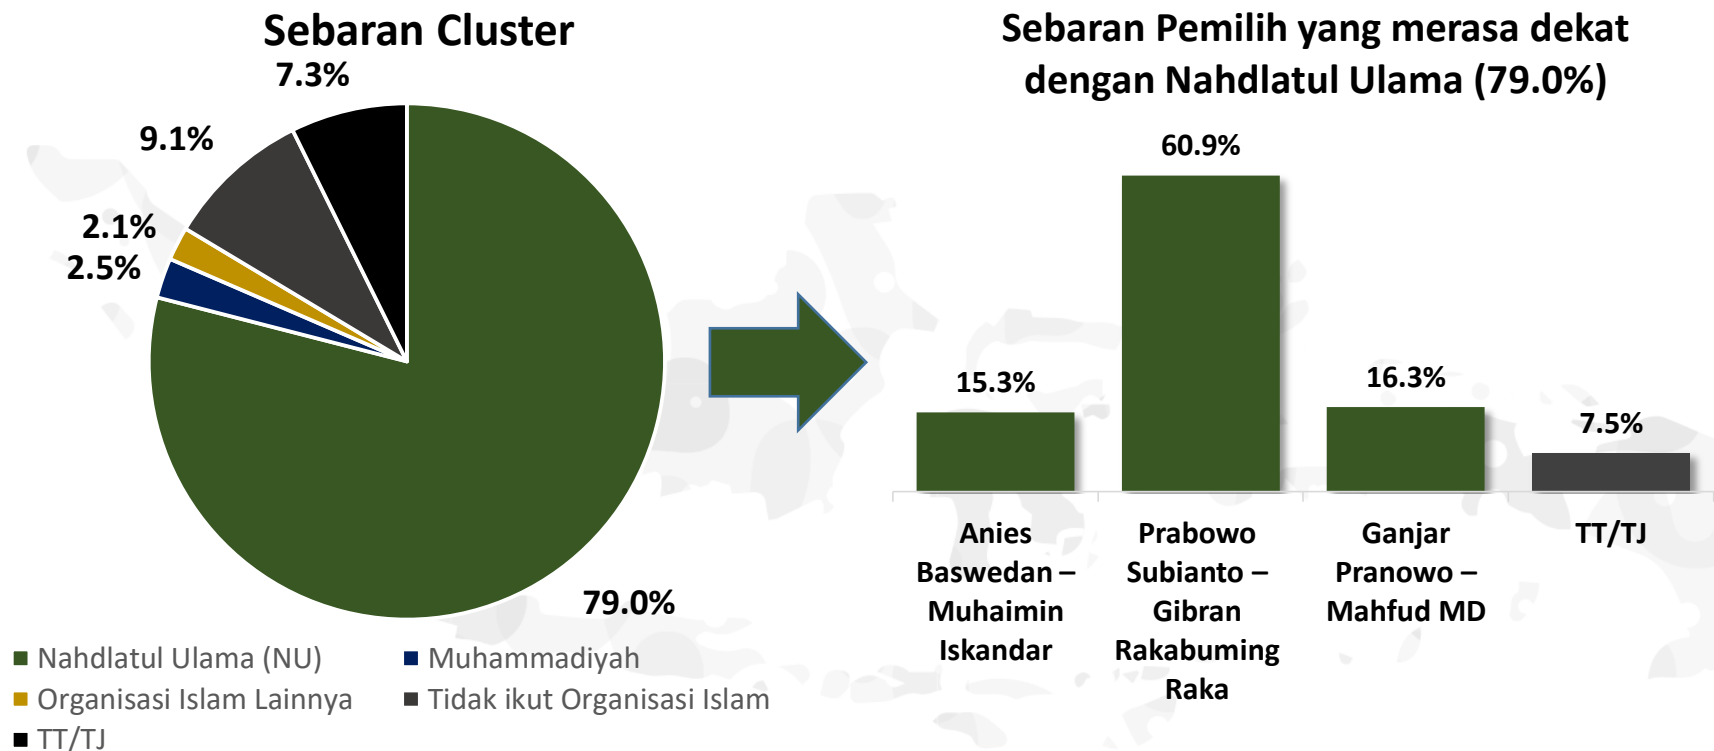 Sebaran Cluster
7.3%
9.1%
2.1%
2.5%
79.0%
■ Nahdlatul Ulama (NU)
■ Muhammadiyah
■ Organisasi Islam Lainnya
■ Tidak ikut Organisasi Islam
■ TT/TJ
Sebaran Pemilih yang merasa dekat
dengan Nahdlatul Ulama (79.0%)
15.3%
60.9%
16.3%
7.5%
Anies
Baswedan –
Muhaimin
Iskandar
Prabowo
Subianto –
Gibran
Rakabuming
Raka
Ganjar
Pranowo –
Mahfud MD
TT/TJ